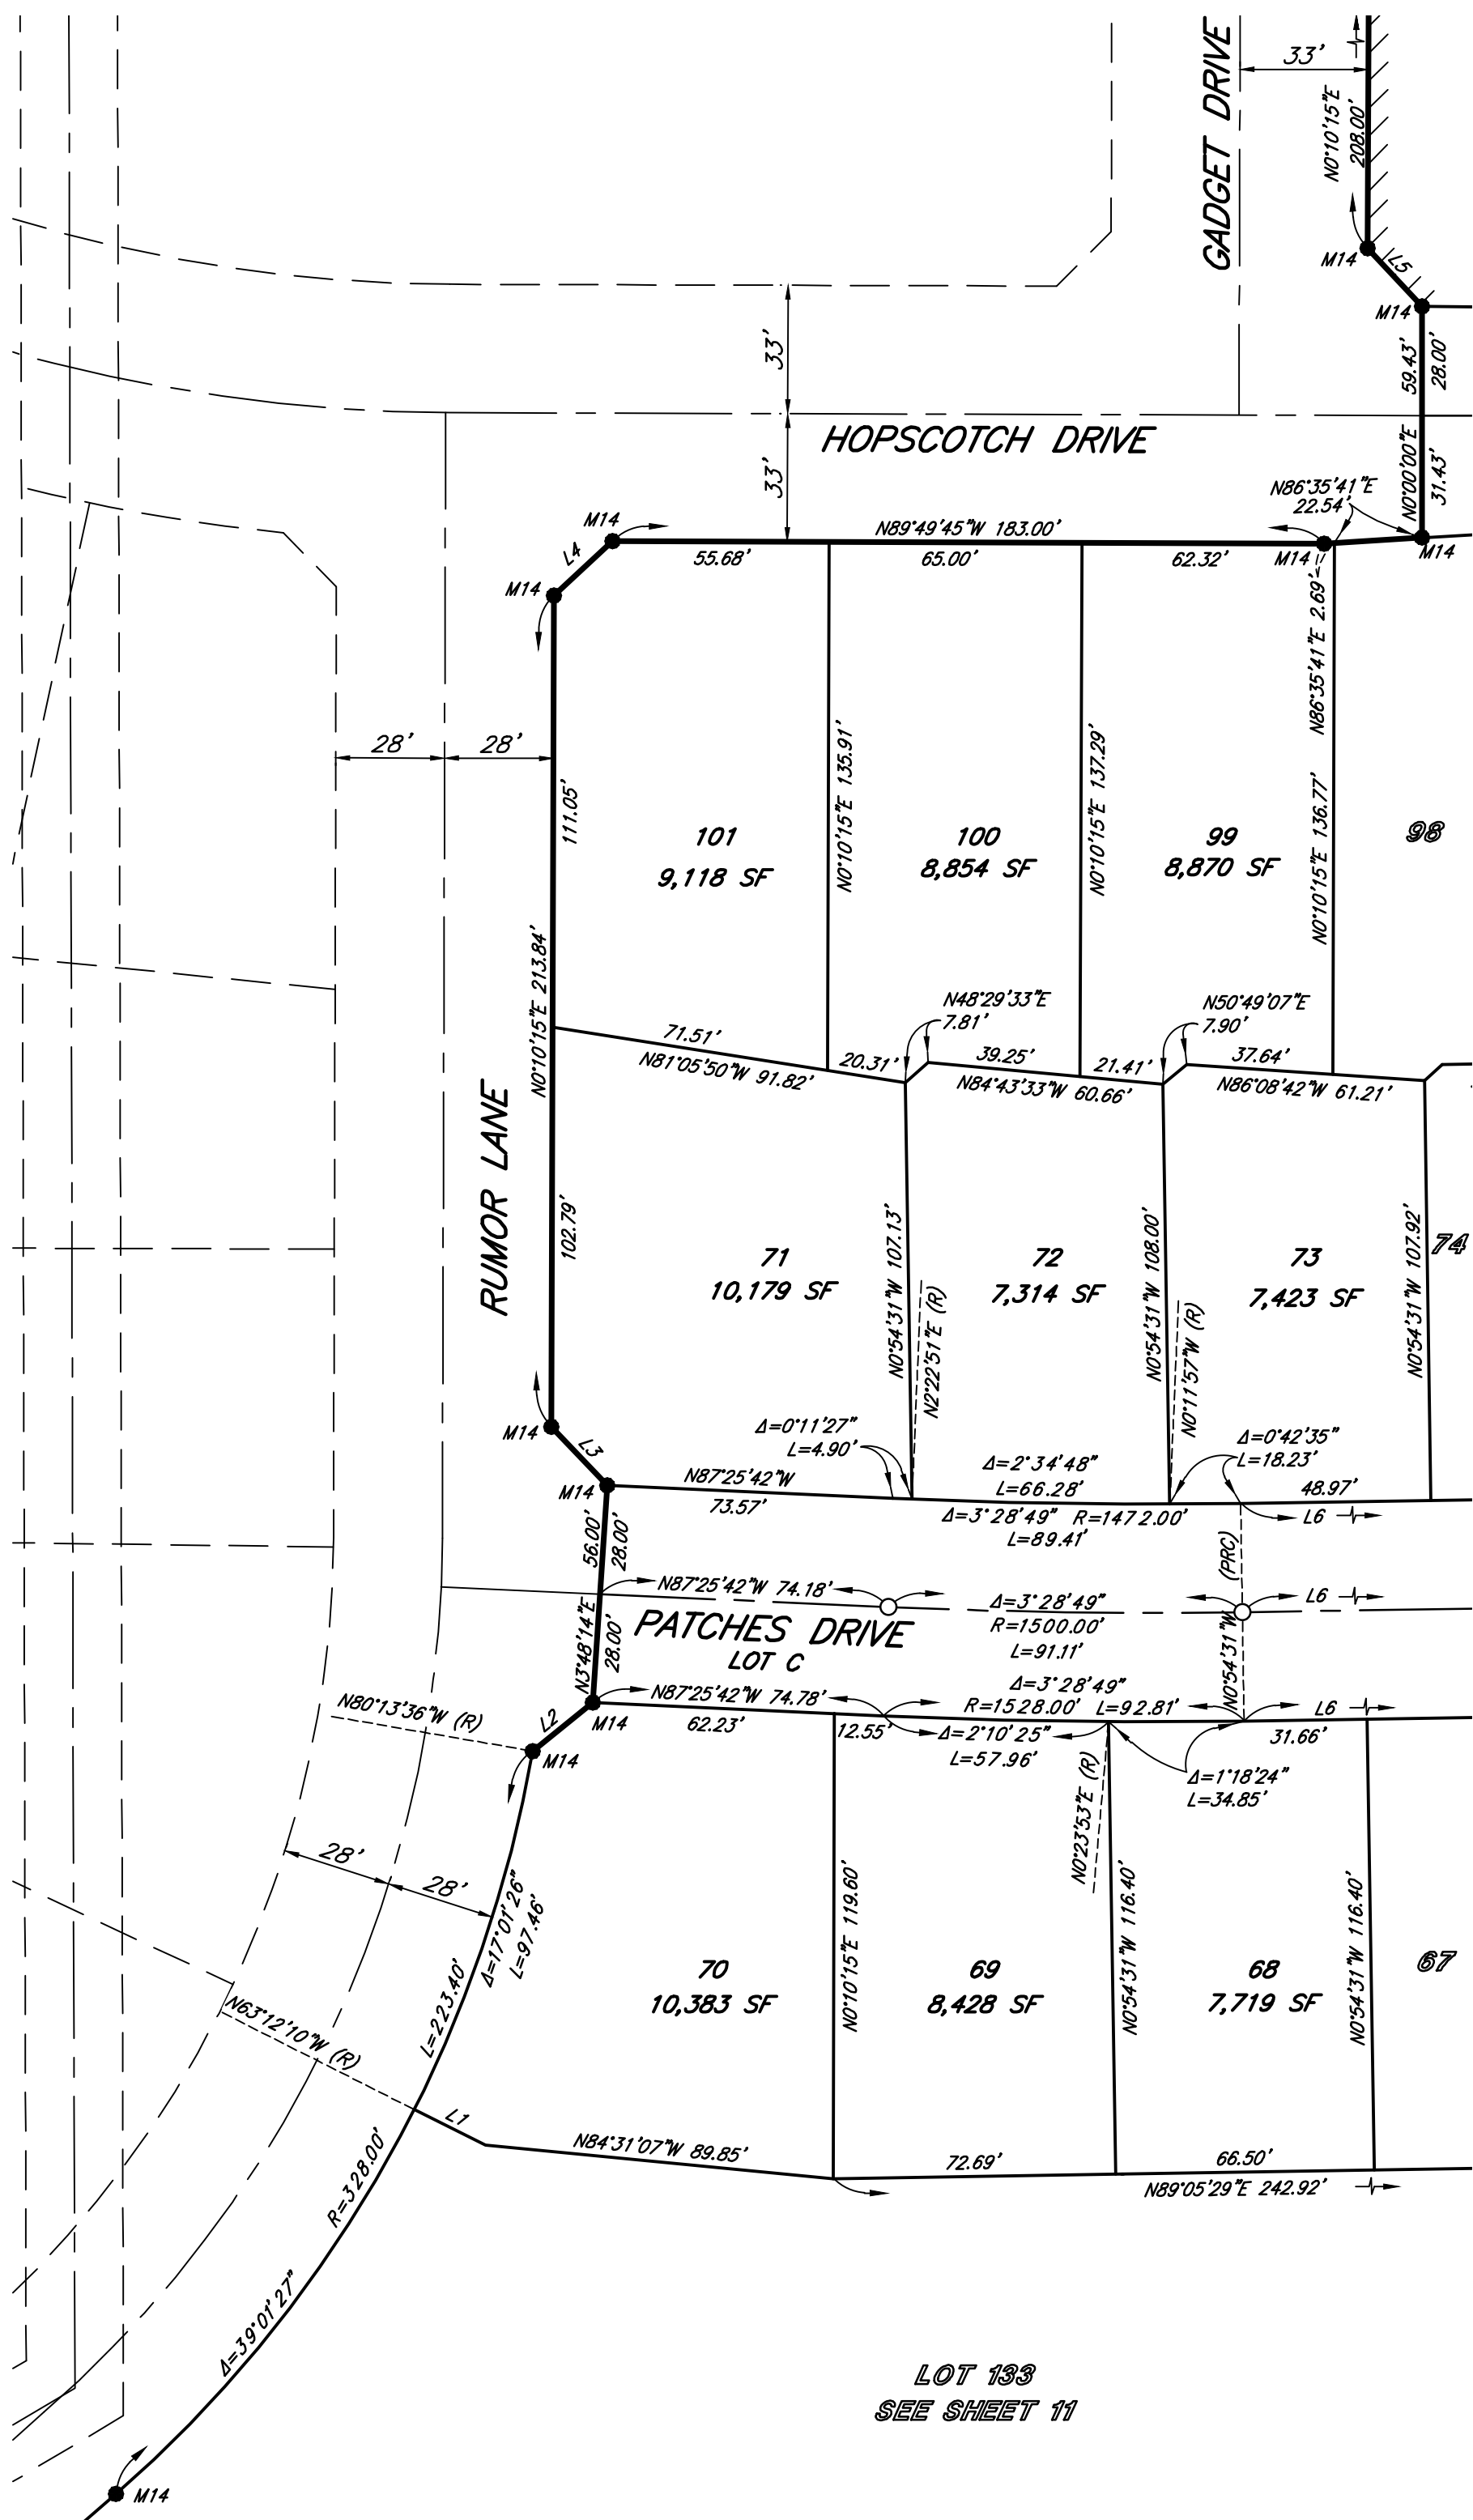 GADGET DRIVE
33'
N0°10'15"E
208.00'
M14
L5
M14
59.43'
28.00'
33'
33'
HOPSCOTCH DRIVE
N0°00'00"E
31.43'
N86°35'41"E
22.54'
M14
L4
M14
N89°49'45"W 183.00'
M14
M14
55.68'
65.00'
62.32'
N86°35'41"E 2.69'
28'
28'
111.05'
N0°10'15"E 135.91'
N0°10'15"E 137.29'
N0°10'15"E 136.77'
101
9,118 SF
100
8,854 SF
99
8,870 SF
98
N0°10'15"E 213.84'
N48°29'33"E
7.81'
N50°49'07"E
7.90'
71.51'
N81°05'50"W 91.82'
20.31'
39.25'
N84°43'33"W 60.66'
21.41'
37.64'
N86°08'42"W 61.21'
RUMOR LANE
102.79'
N0°54'31"W 107.13'
N0°54'31"W 108.00'
N0°54'31"W 107.92'
71
10,179 SF
72
7,314 SF
73
7,423 SF
74
N2°22'51"E (R)
N0°11'57"W (R)
M14
L3
M14
Δ=0°11'27"
L=4.90'
Δ=2°34'48"
L=66.28'
Δ=0°42'35"
L=18.23'
N87°25'42"W
73.57'
48.97'
Δ=3°28'49" R=1472.00'
L=89.41'
L6
56.00'
28.00'
(PRC)
N87°25'42"W 74.18'
Δ=3°28'49"
R=1500.00'
L=91.11'
L6
PATCHES DRIVE
LOT C
N3°48'14"E
28.00'
N0°54'31"W
N80°13'36"W (R)
L2
M14
M14
N87°25'42"W 74.78'
62.23'
12.55'
Δ=3°28'49"
R=1528.00' L=92.81'
L6
Δ=2°10'25"
L=57.96'
31.66'
Δ=1°18'24"
L=34.85'
N0°23'53"E (R)
28'
28'
Δ=17°01'26"
L=97.46'
N0°10'15"E 119.60'
N0°54'31"W 116.40'
N0°54'31"W 116.40'
70
10,383 SF
69
8,428 SF
68
7,719 SF
67
N63°12'10"W (R)
L=223.40'
L1
N84°31'07"W 89.85'
72.69'
66.50'
N89°05'29"E 242.92'
R=328.00'
Δ=39°01'27"
LOT 133
SEE SHEET 11
M14